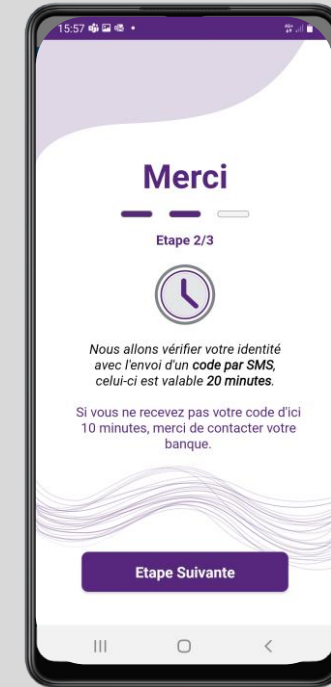 15:57
Merci
Etape 2/3
Nous allons vérifier votre identité
avec l'envoi d'un code par SMS,
celui-ci est valable 20 minutes.
Si vous ne recevez pas votre code d'ici
10 minutes, merci de contacter votre
banque.
Etape Suivante